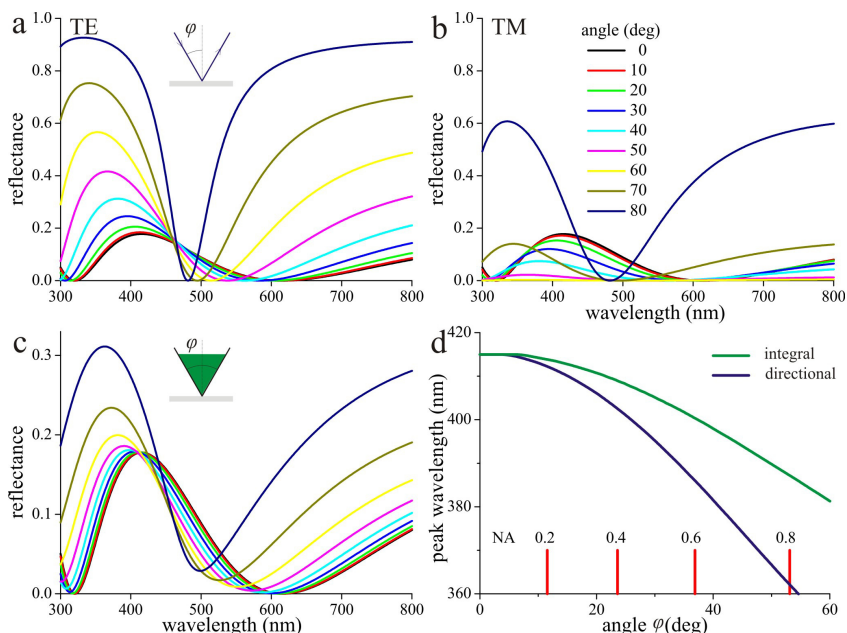 a
TE
φ
1.0
0.8
0.6
0.4
0.2
0.0
reflectance
300 400 500 600 700 800
b
TM
angle (deg)
0
10
20
30
40
50
60
70
80
1.0
0.8
0.6
0.4
0.2
0.0
reflectance
300 400 500 600 700 800
wavelength (nm)
c
φ
0.3
0.2
0.1
0.0
reflectance
300 400 500 600 700 800
wavelength (nm)
d
integral
directional
420
400
380
360
peak wavelength (nm)
NA 0.2 0.4 0.6 0.8
0 20 40 60
angle φ(deg)